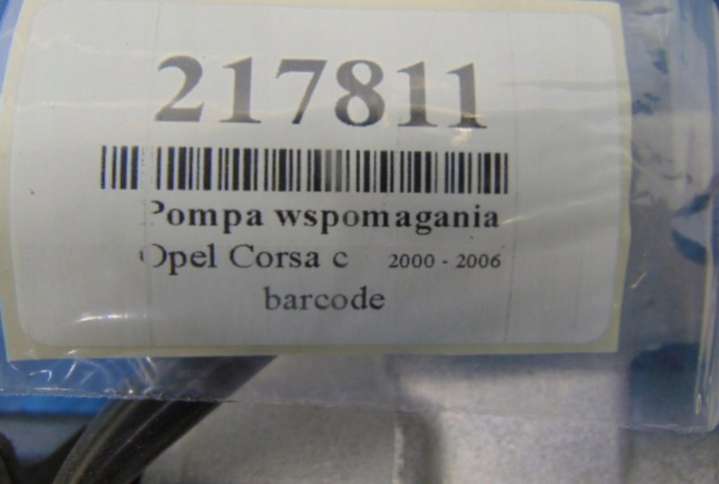 217811
Pompa wspomagania
Opel Corsa c 2000 - 2006
barcode